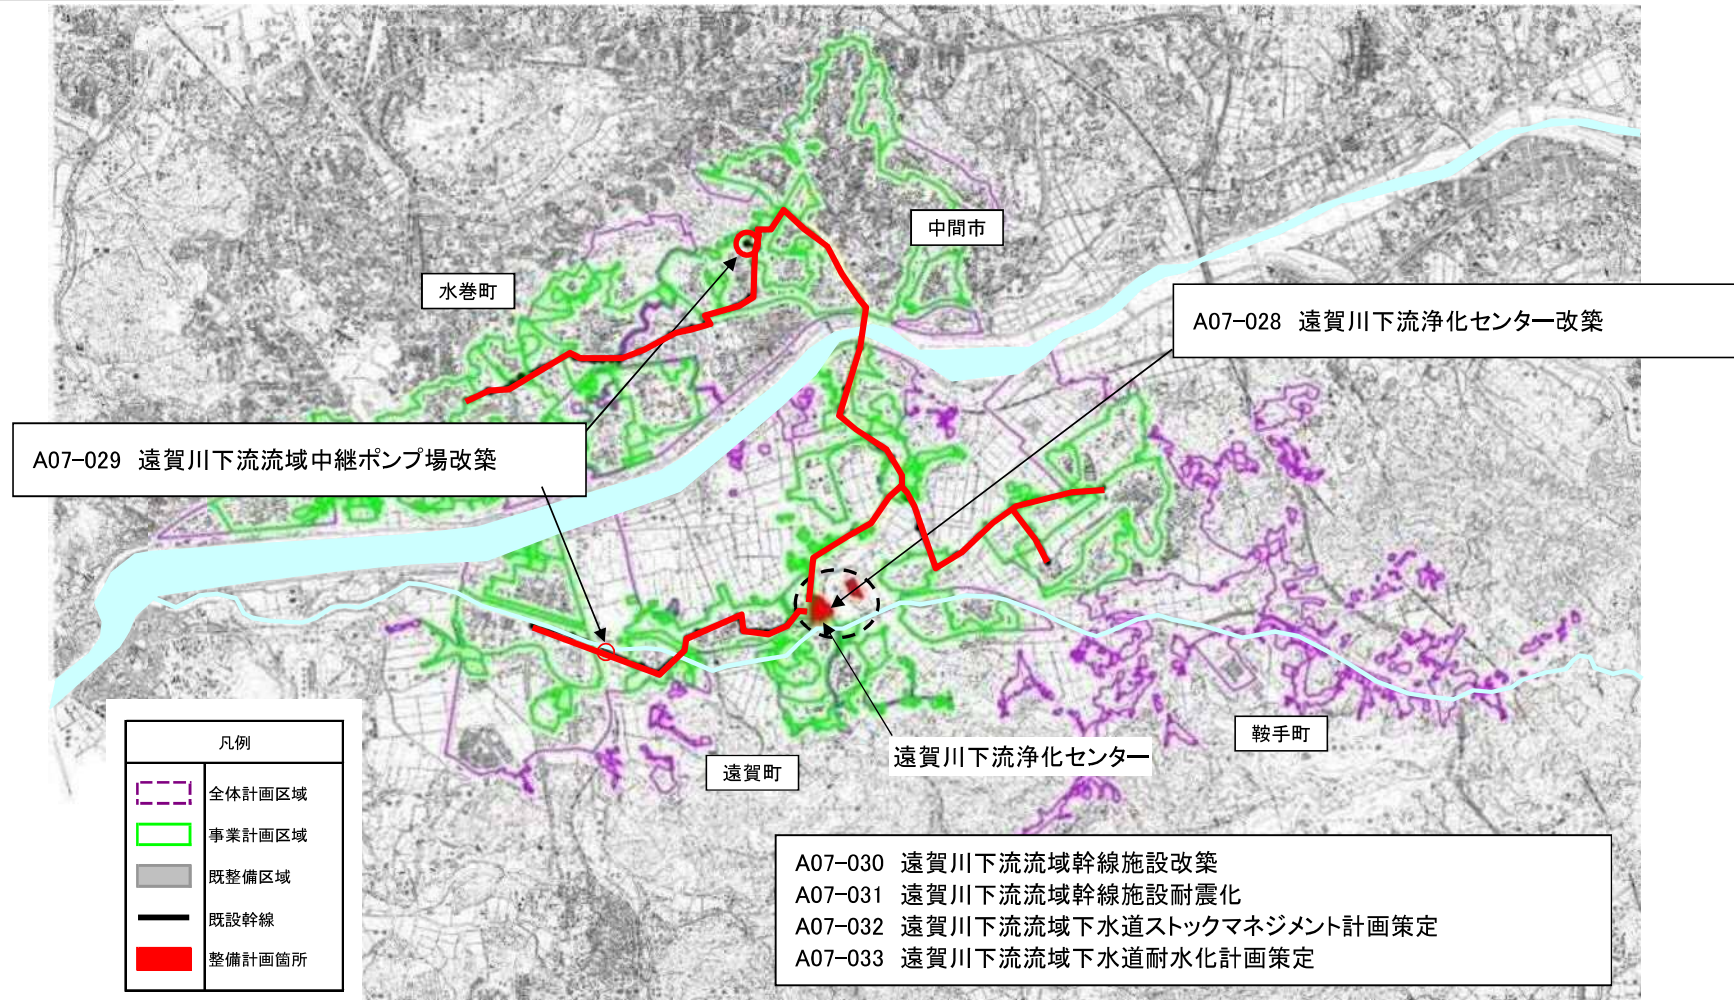 中間市
水巻町
A07-028 遠賀川下流浄化センター改築
A07-029 遠賀川下流流域中継ポンプ場改築
鞍手町
遠賀川下流浄化センター
遠賀町
凡例
全体計画区域
事業計画区域
既整備区域
既設幹線
整備計画箇所
A07-030 遠賀川下流流域幹線施設改築
A07-031 遠賀川下流流域幹線施設耐震化
A07-032 遠賀川下流流域下水道ストックマネジメント計画策定
A07-033 遠賀川下流流域下水道耐水化計画策定